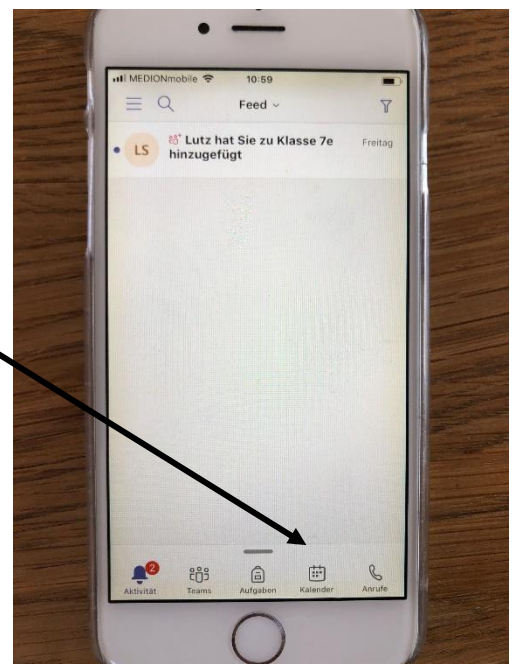 MEDIONmobile 10:59
Feed
LS
Lutz hat Sie zu Klasse 7e Freitag
hinzugefügt
2
Aktivität Teams Aufgaben Kalender Anrufe